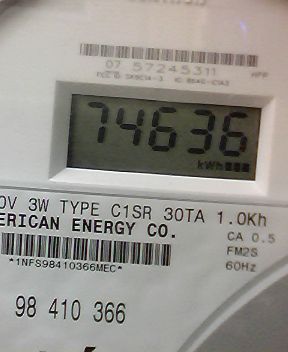 07 57245311
74636
kWh
0V 3W TYPE C1SR 30TA 1.0Kh
ERICAN ENERGY CO.
CA 0.5
FM2S
*1NFS98410366MEC*
60Hz
98 410 366